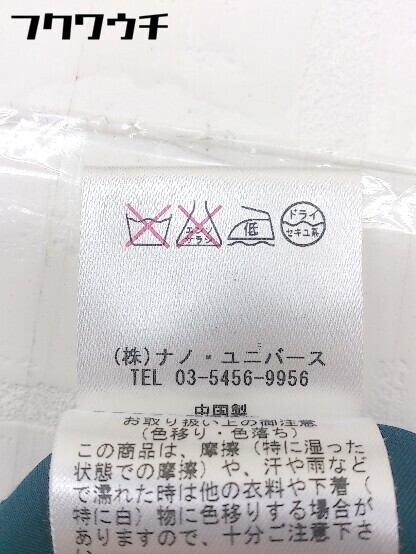 フクワウチ
エンソ
サラシ
低
ドライ
セキユ系
(株)ナノ・ユニバース
TEL 03-5456-9956
中国製
お取り扱い上の御注意
(色移り・色落ち)
この商品は、摩擦(特に湿った
状態での摩擦)や、汗や雨など
で濡れた時は他の衣料や下着(
特に白)物に色移りする場合が
ありますので、十分ご注意下さ